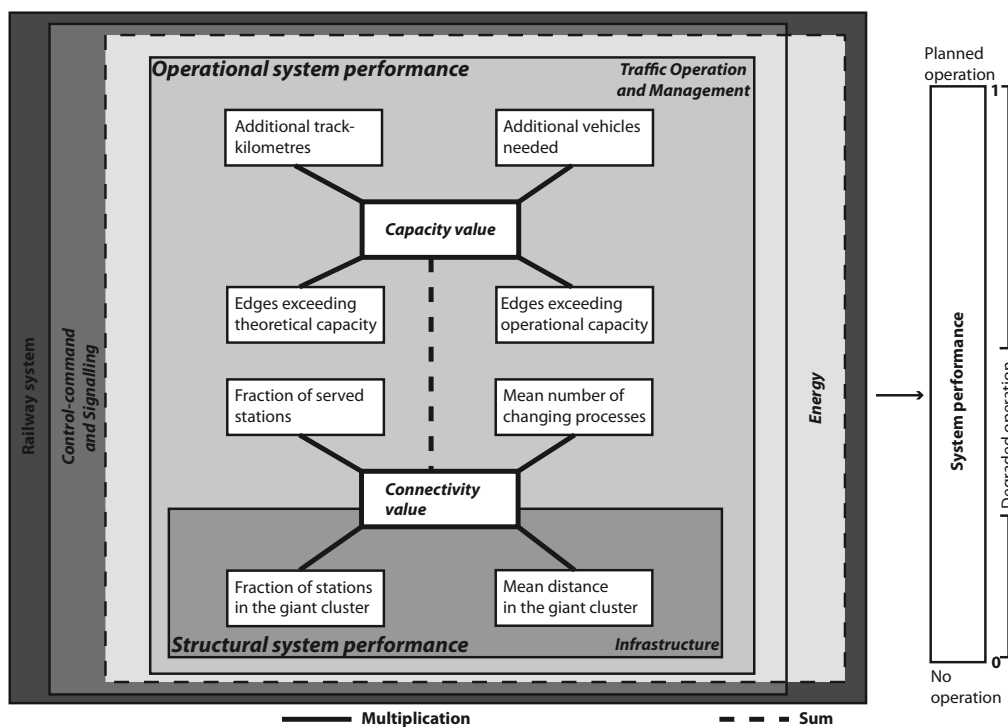 Operational system performance
Traffic Operation
and Management
Additional track-
kilometres
Additional vehicles
needed
Capacity value
Edges exceeding
theoretical capacity
Edges exceeding
operational capacity
Fraction of served
stations
Mean number of
changing processes
Connectivity
value
Fraction of stations
in the giant cluster
Mean distance
in the giant cluster
Structural system performance
Infrastructure
Railway system
Control-command
and Signalling
Energy
Planned
operation
1
System performance
Degraded operation
0
No
operation
Multiplication
Sum